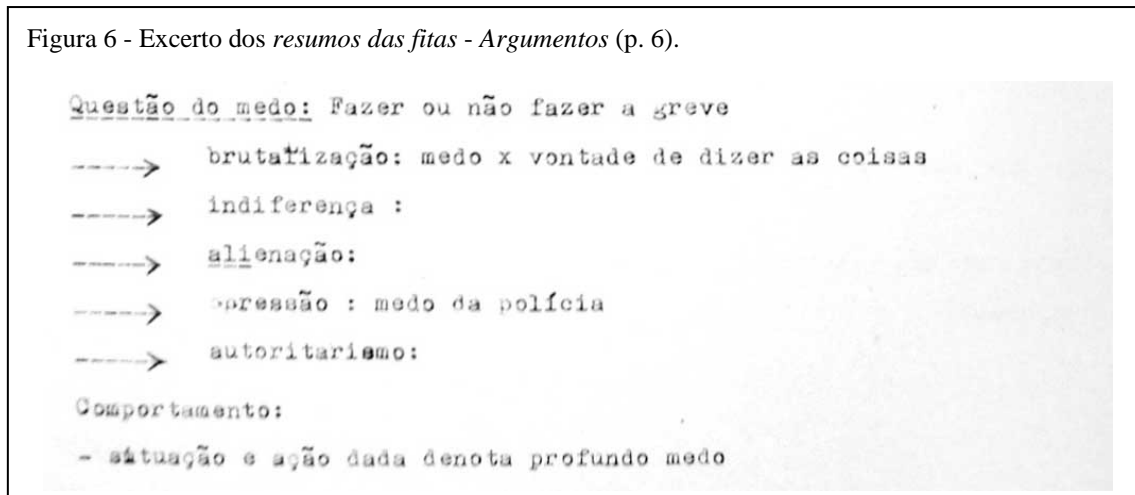 Figura 6 - Excerto dos resumos das fitas - Argumentos (p. 6).
Questão do medo: Fazer ou não fazer a greve
-----> brutalização: medo x vontade de dizer as coisas
-----> indiferença :
-----> alienação:
-----> opressão : medo da polícia
-----> autoritarismo:
Comportamento:
- situação e ação dada denota profundo medo